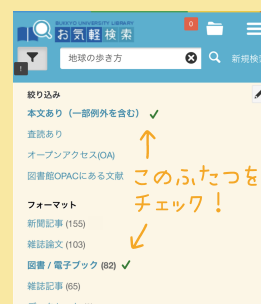 BUKKYO UNIVERSITY LIBRARY
お気軽検索
0
1
地球の歩き方
新規検索
絞り込み
本文あり（一部例外を含む）
査読あり
オープンアクセス(OA)
図書館OPACにある文献
このふたつを
チェック！
フォーマット
新聞記事 (155)
雑誌論文 (103)
図書 / 電子ブック (82)
雑誌記事 (65)